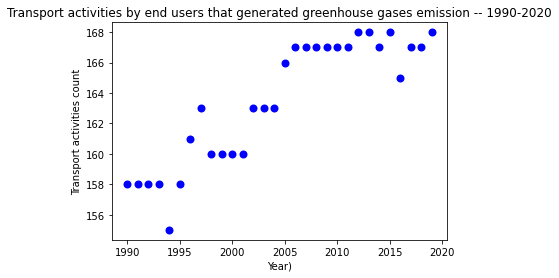 Transport activities by end users that generated greenhouse gases emission -- 1990-2020
168
166
164
162
160
158
156
Transport activities count
1990 1995 2000 2005 2010 2015 2020
Year)